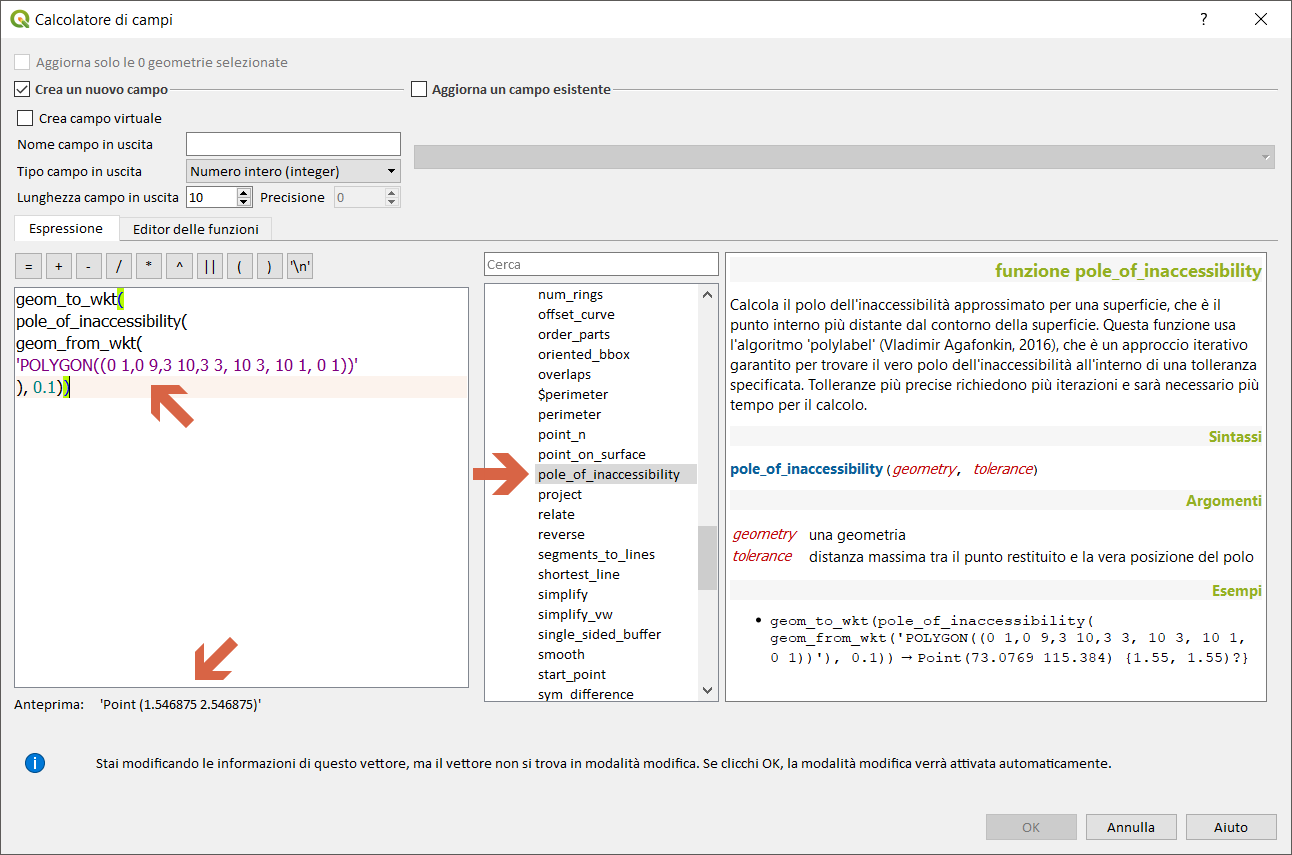 Calcolatore di campi
?
Aggiorna solo le 0 geometrie selezionate
Crea un nuovo campo
Aggiorna un campo esistente
Crea campo virtuale
Nome campo in uscita
Tipo campo in uscita Numero intero (integer)
Lunghezza campo in uscita 10 Precisione 0
Espressione Editor delle funzioni
= + - / * ^ || ( ) '\n'
geom_to_wkt(
pole_of_inaccessibility(
geom_from_wkt(
'POLYGON((0 1,0 9,3 10,3 3, 10 3, 10 1, 0 1))'
), 0.1))
Anteprima: 'Point (1.546875 2.546875)'
Cerca
num_rings
offset_curve
order_parts
oriented_bbox
overlaps
$perimeter
perimeter
point_n
point_on_surface
pole_of_inaccessibility
project
relate
reverse
segments_to_lines
shortest_line
simplify
simplify_vw
single_sided_buffer
smooth
start_point
sym_difference
funzione pole_of_inaccessibility
Calcola il polo dell'inaccessibilità approssimato per una superficie, che è il
punto interno più distante dal contorno della superficie. Questa funzione usa
l'algoritmo 'polylabel' (Vladimir Agafonkin, 2016), che è un approccio iterativo
garantito per trovare il vero polo dell'inaccessibilità all'interno di una tolleranza
specificata. Tolleranze più precise richiedono più iterazioni e sarà necessario più
tempo per il calcolo.
Sintassi
pole_of_inaccessibility(geometry, tolerance)
Argomenti
geometry una geometria
tolerance distanza massima tra il punto restituito e la vera posizione del polo
Esempi
• geom_to_wkt(pole_of_inaccessibility(
geom_from_wkt('POLYGON((0 1,0 9,3 10,3 3, 10 3, 10 1,
0 1))'), 0.1)) → Point(73.0769 115.384) {1.55, 1.55)?}
Stai modificando le informazioni di questo vettore, ma il vettore non si trova in modalità modifica. Se clicchi OK, la modalità modifica verrà attivata automaticamente.
OK Annulla Aiuto